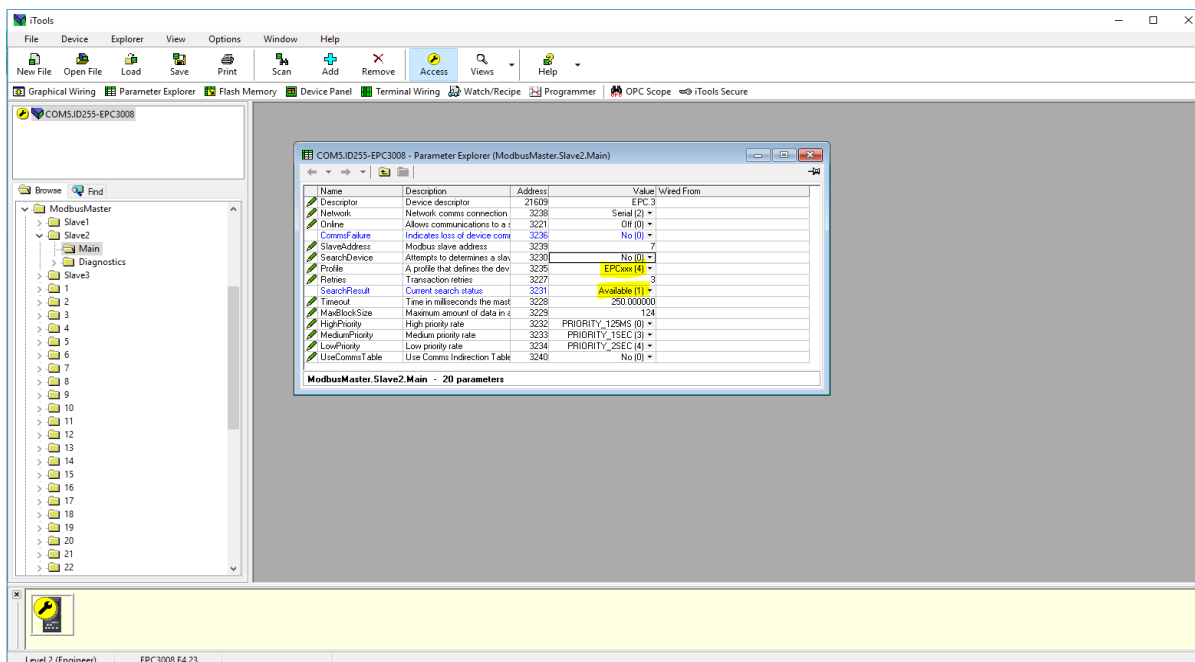 iTools
File Device Explorer View Options Window Help
New File Open File Load Save Print Scan Add Remove Access Views Help
Graphical Wiring Parameter Explorer Flash Memory Device Panel Terminal Wiring Watch/Recipe Programmer OPC Scope iTools Secure
COM5.ID255-EPC3008
Browse Find
ModbusMaster
Slave1
Slave2
Main
Diagnostics
Slave3
1
2
3
4
5
6
7
8
9
10
11
12
13
14
15
16
17
18
19
20
21
22
COM5.ID255-EPC3008 - Parameter Explorer (ModbusMaster.Slave2.Main)
Name Description Address Value Wired From
Descriptor Device descriptor 21609 EPC.3
Network Network comms connection 3238 Serial (2)
Online Allows communications to a s 3221 Off (0)
CommsFailure Indicates loss of device com 3236 No (0)
SlaveAddress Modbus slave address 3239 7
SearchDevice Attempts to determines a slav 3230 No (0)
Profile A profile that defines the dev 3235 EPCxxx (4)
Retries Transaction retries 3227 3
SearchResult Current search status 3231 Available (1)
Timeout Time in milliseconds the mast 3228 250.000000
MaxBlockSize Maximum amount of data in a 3229 124
HighPriority High priority rate 3232 PRIORITY_125MS (0)
MediumPriority Medium priority rate 3233 PRIORITY_1SEC (3)
LowPriority Low priority rate 3234 PRIORITY_2SEC (4)
UseCommsTable Use Comms Indirection Table 3240 No (0)
ModbusMaster.Slave2.Main - 20 parameters
Level 2 (Engineer) EPC3008 E4.23